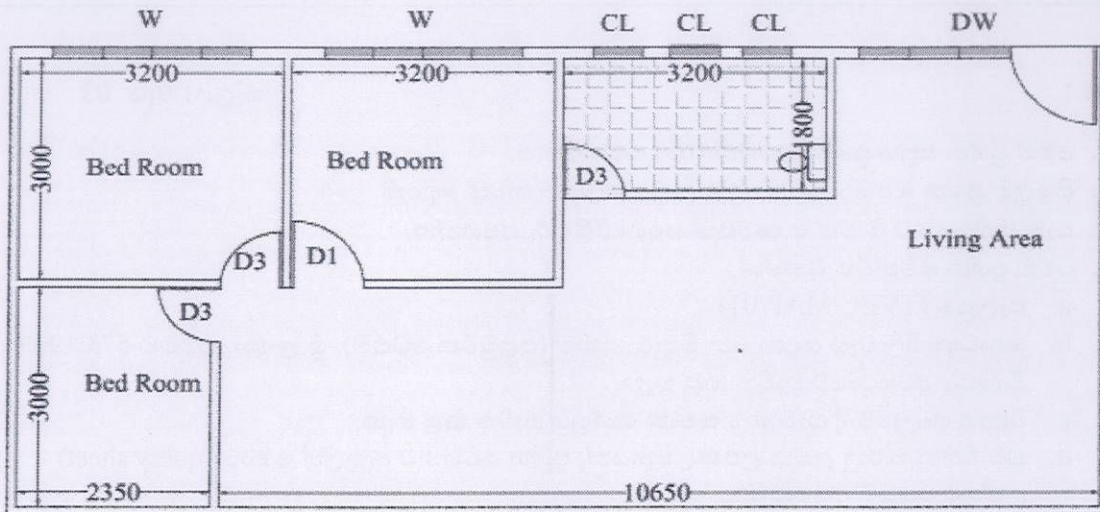 W W CL CL CL DW
3200 3200 3200
3000 Bed Room Bed Room D3 1800 Living Area
D3 D1
D3
3000 Bed Room
2350 10650